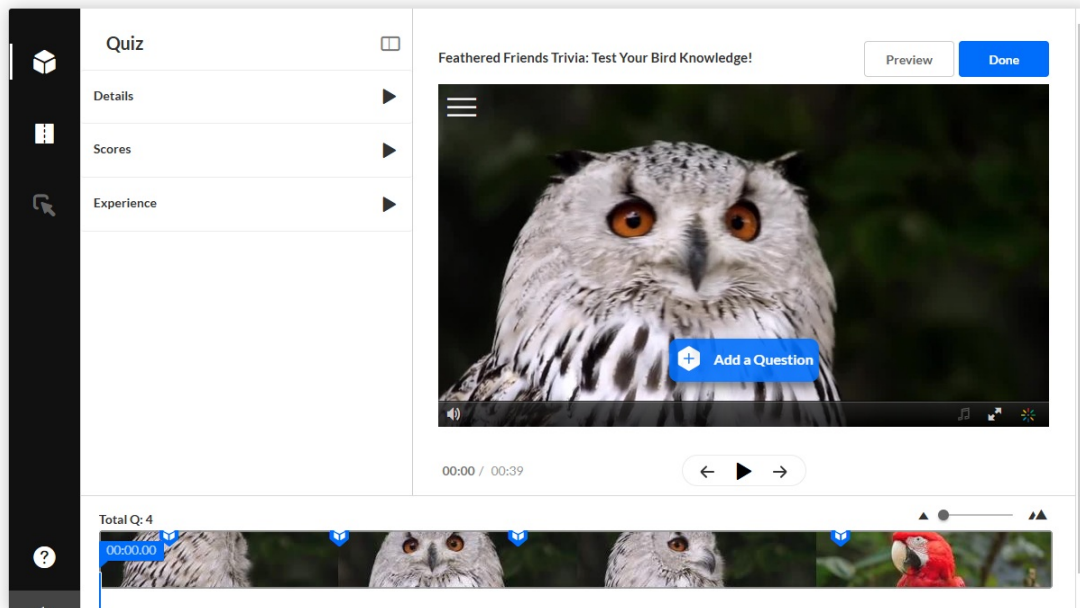 Quiz
Details
Scores
Experience
Feathered Friends Trivia: Test Your Bird Knowledge!
Preview
Done
Add a Question
00:00 / 00:39
Total Q: 4
00:00.00
?